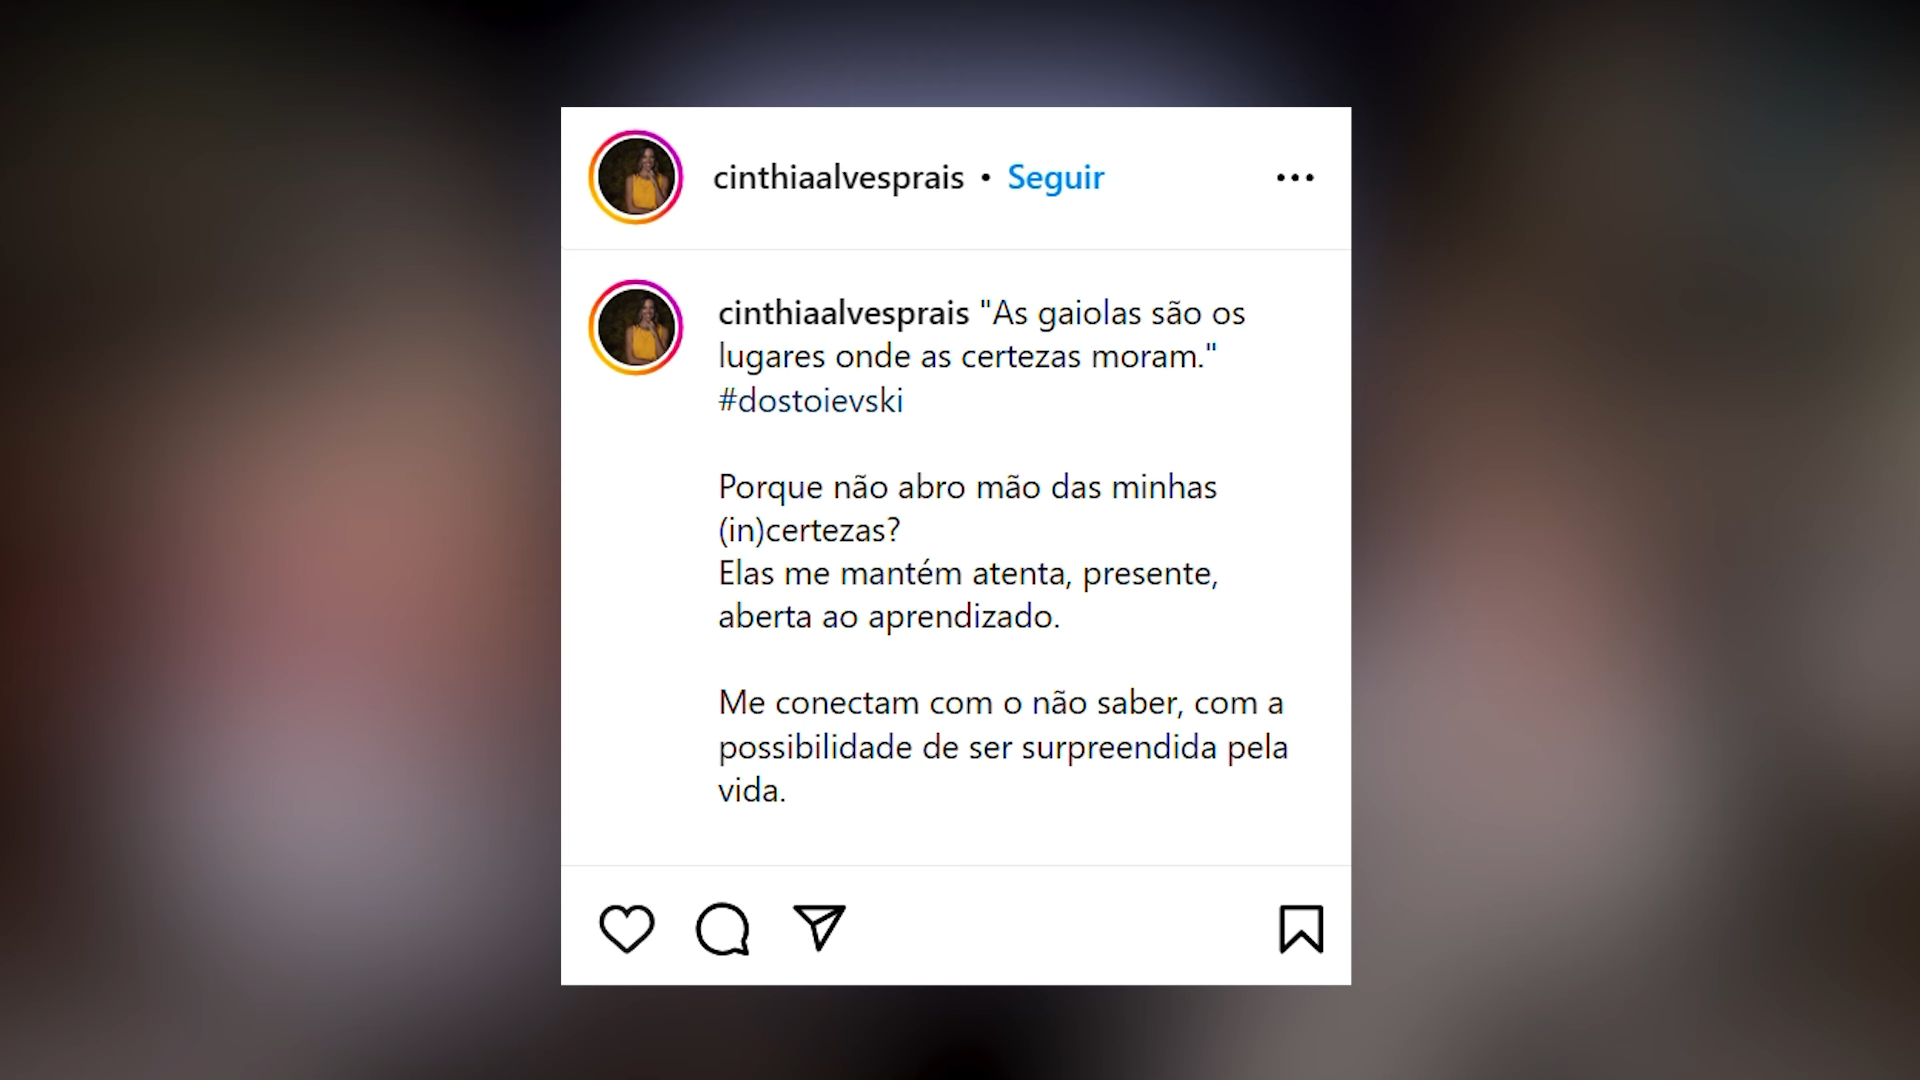 cinthiaalvesprais • Seguir
cinthiaalvesprais "As gaiolas são os
lugares onde as certezas moram."
#dostoievski
Porque não abro mão das minhas
(in)certezas?
Elas me mantém atenta, presente,
aberta ao aprendizado.
Me conectam com o não saber, com a
possibilidade de ser surpreendida pela
vida.